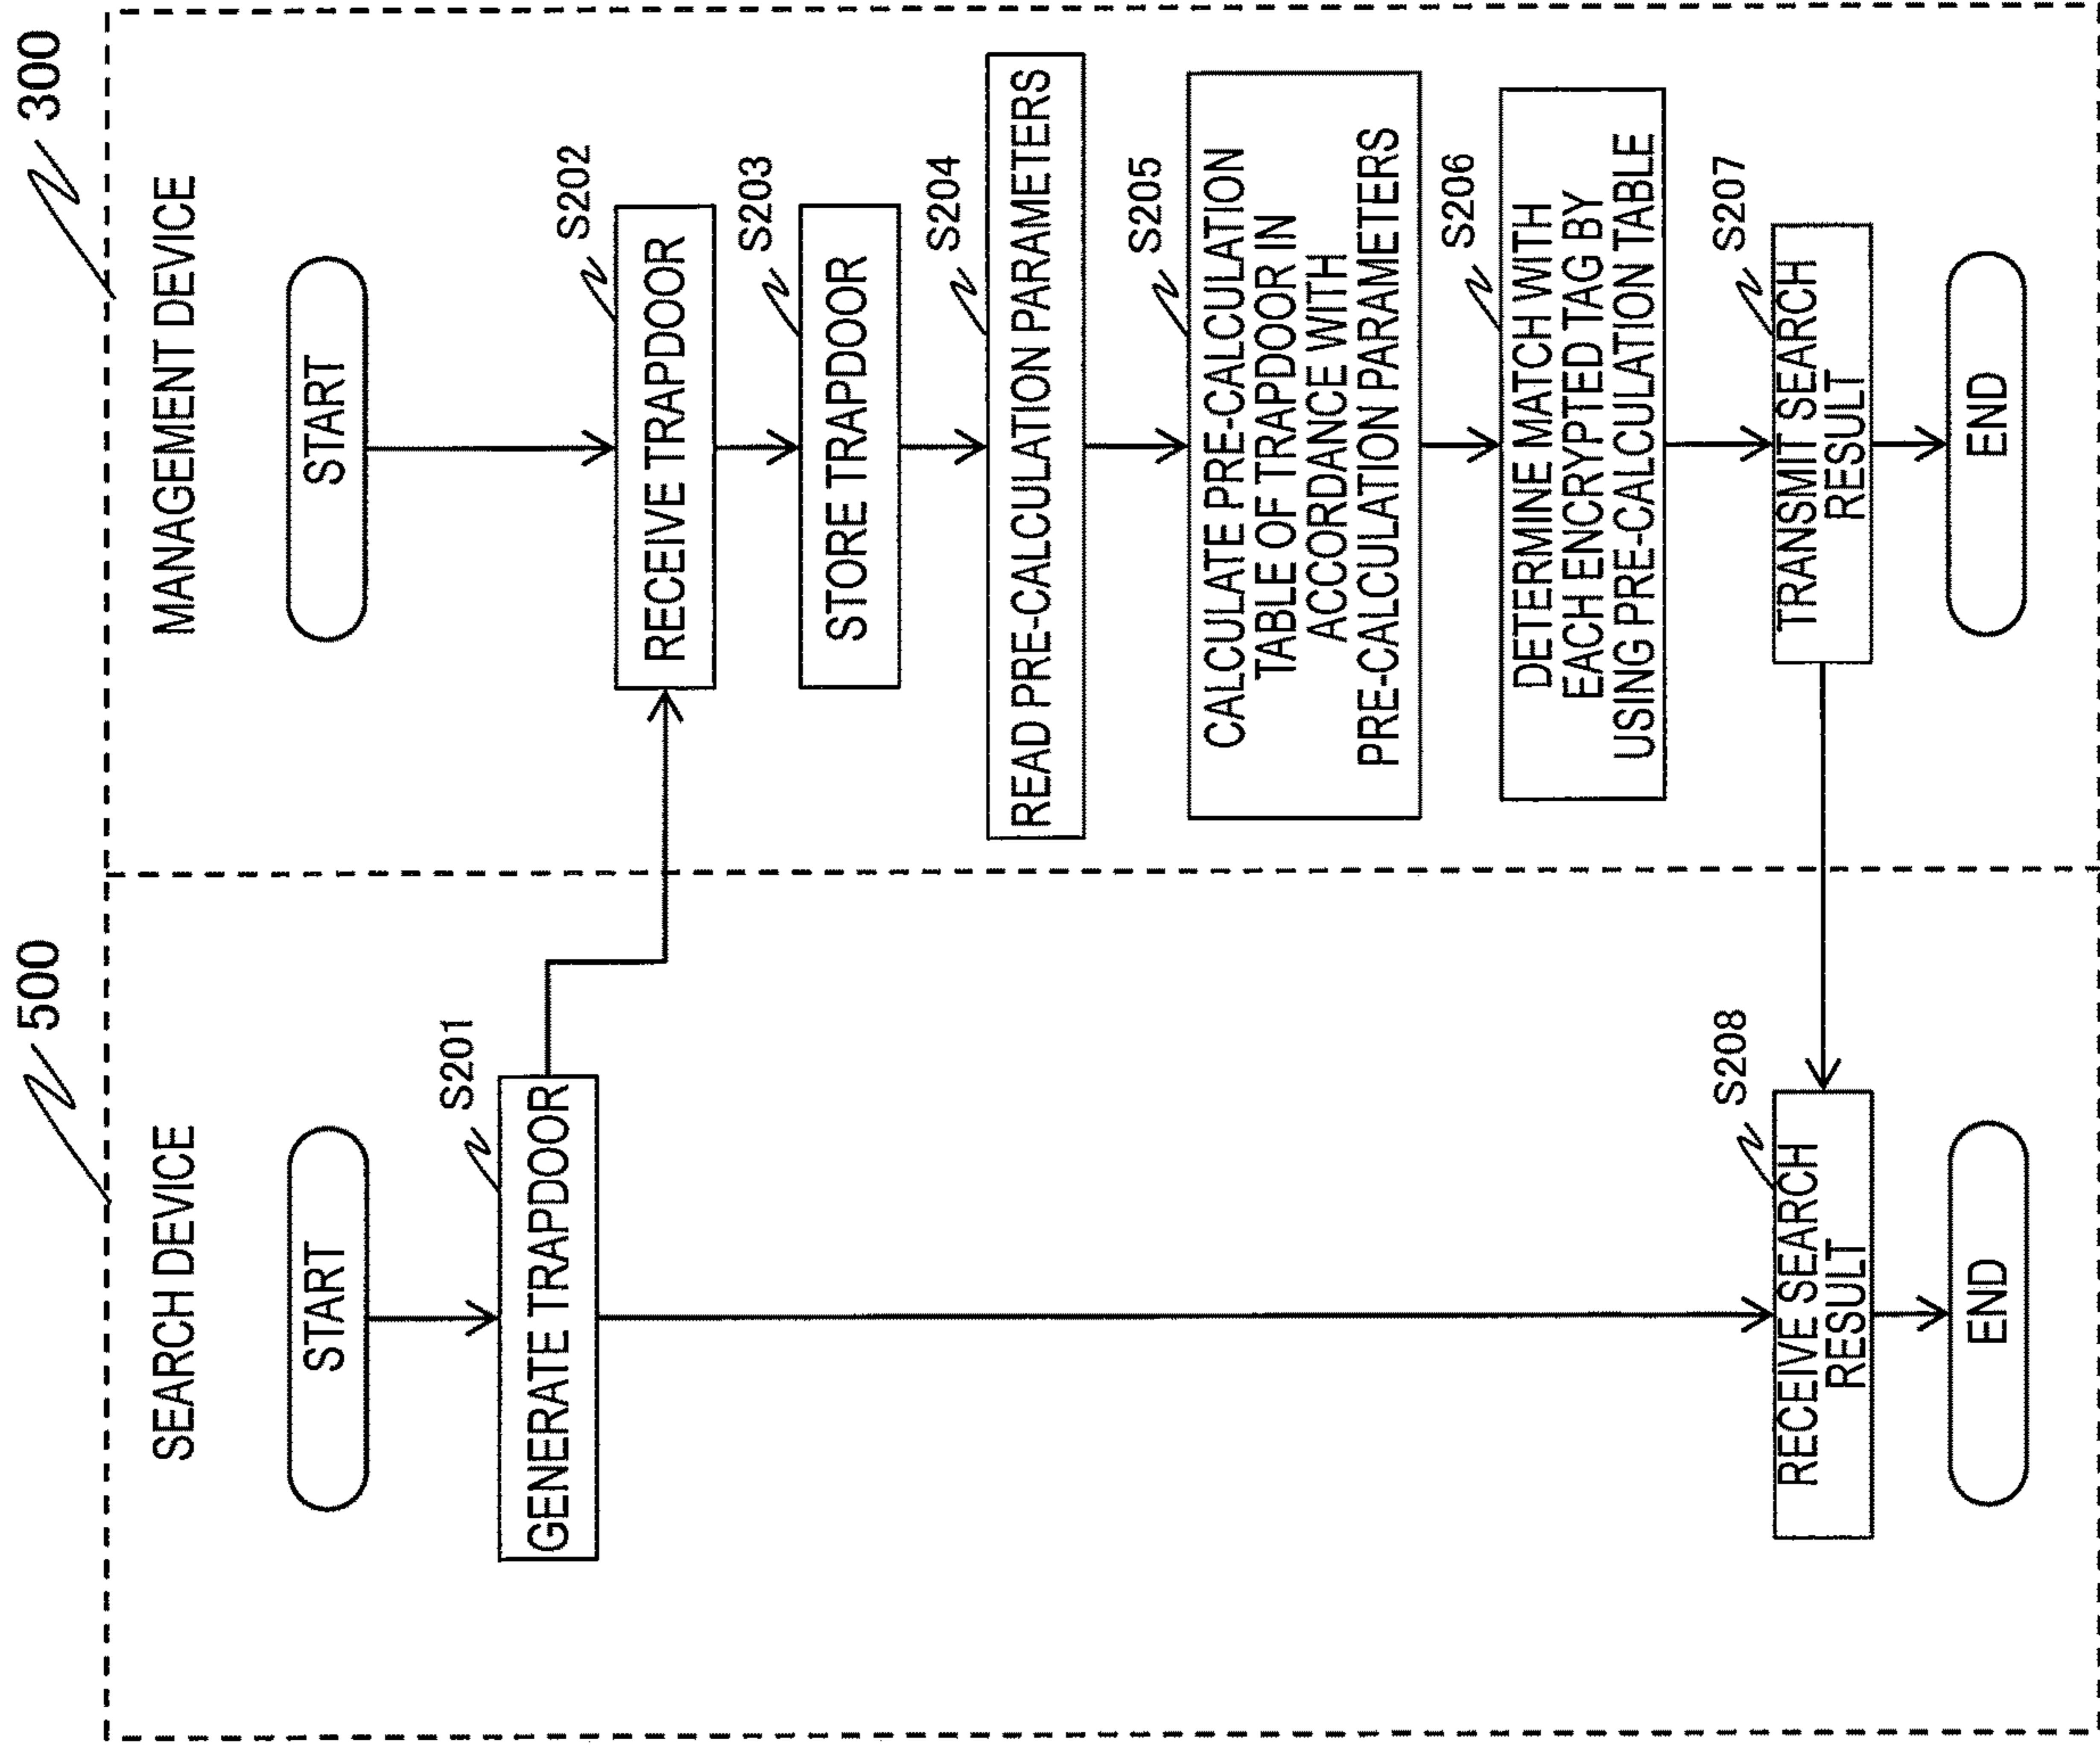 500
300
SEARCH DEVICE
MANAGEMENT DEVICE
START
START
S201
GENERATE TRAPDOOR
S202
RECEIVE TRAPDOOR
S203
STORE TRAPDOOR
S204
READ PRE-CALCULATION PARAMETERS
S205
CALCULATE PRE-CALCULATION
TABLE OF TRAPDOOR IN
ACCORDANCE WITH
PRE-CALCULATION PARAMETERS
S206
DETERMINE MATCH WITH
EACH ENCRYPTED TAG BY
USING PRE-CALCULATION TABLE
S208
RECEIVE SEARCH
RESULT
S207
TRANSMIT SEARCH
RESULT
END
END